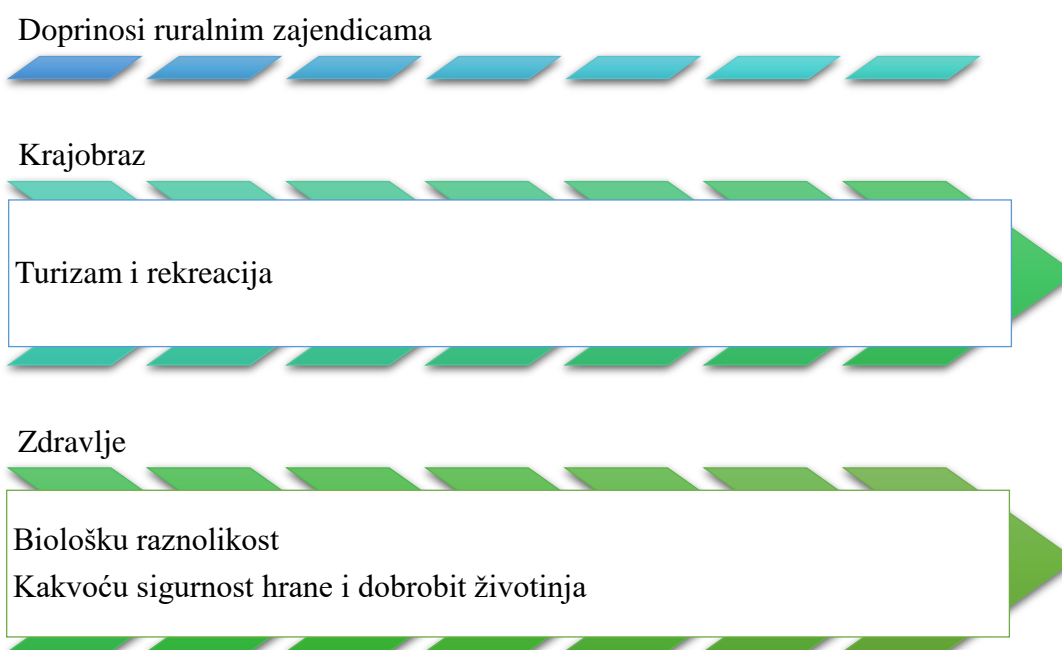 Doprinosi ruralnim zajendicama
Krajobraz
Turizam i rekreacija
Zdravlje
Biološku raznolikost
Kakvoću sigurnost hrane i dobrobit životinja